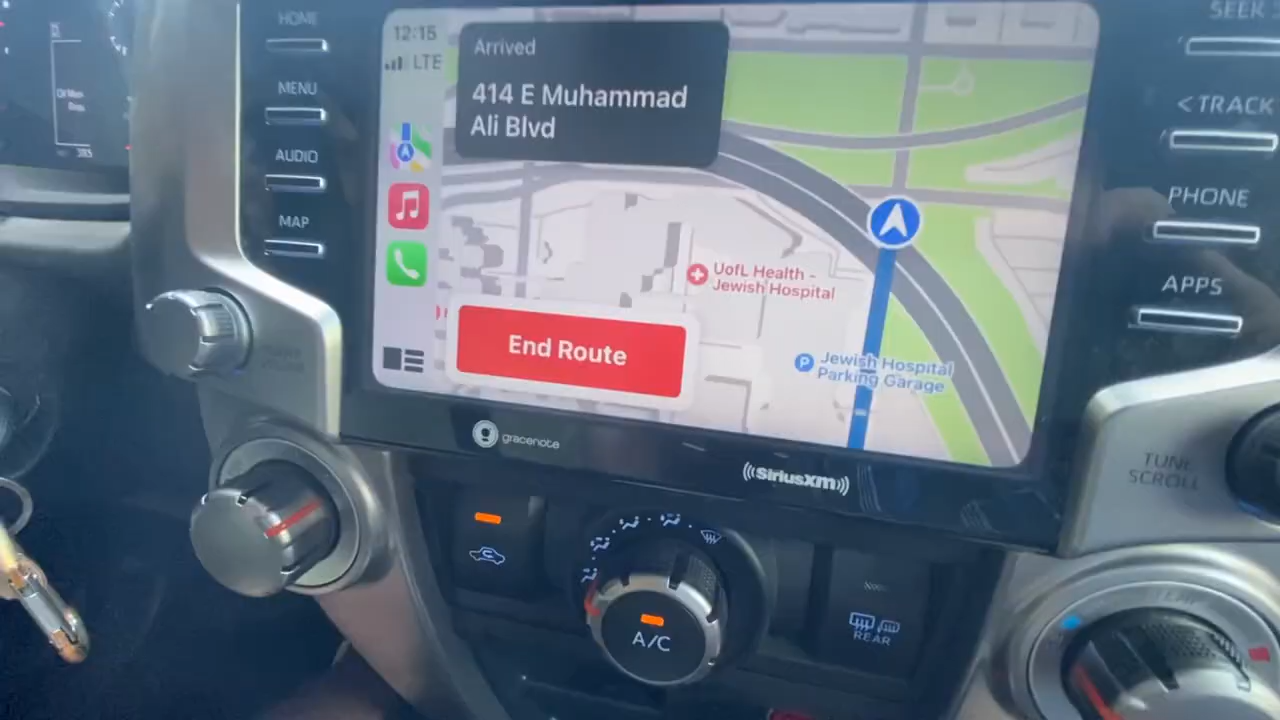 HOME
MENU
AUDIO
MAP
12:15
LTE
Arrived
414 E Muhammad
Ali Blvd
UofL Health -
Jewish Hospital
End Route
P
Jewish Hospital
Parking Garage
SEEK
< TRACK
PHONE
APPS
TUNE
SCROLL
gracenote
((SiriusXM))
A/C
REAR